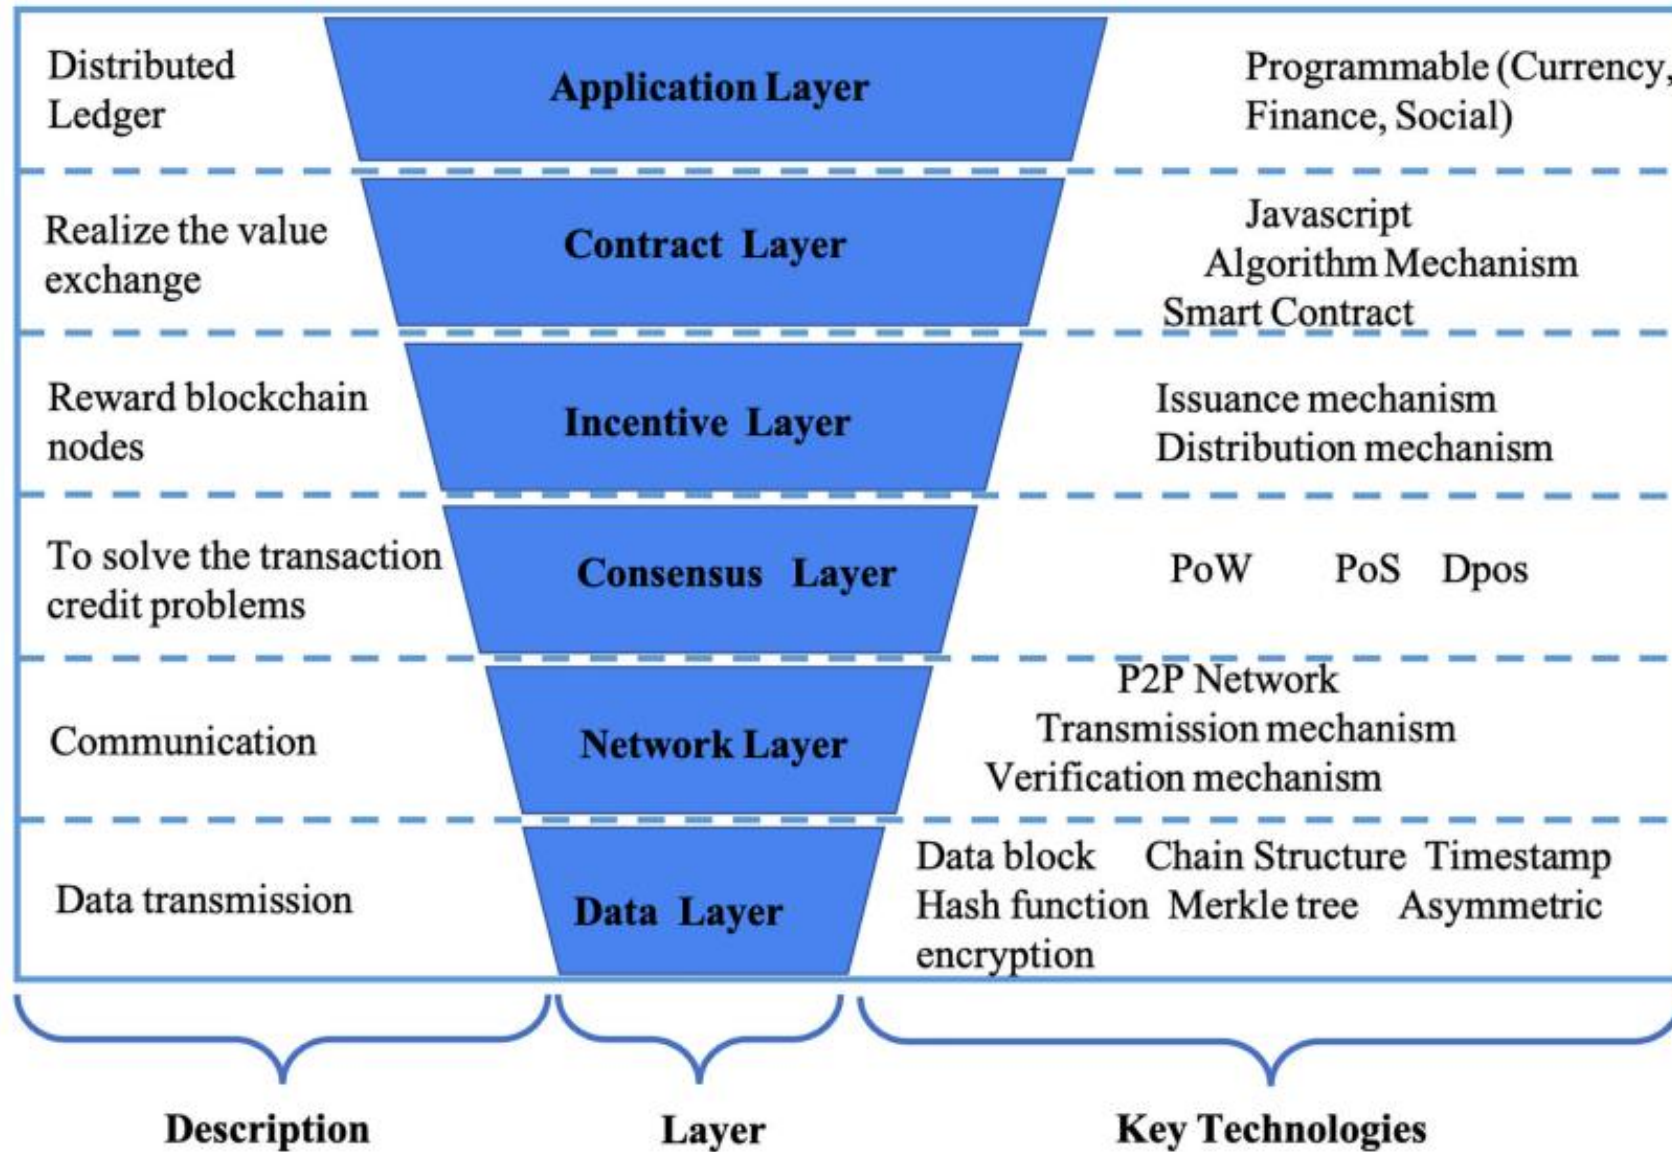 Distributed
Ledger
Application Layer
Programmable (Currency,
Finance, Social)
Realize the value
exchange
Contract Layer
Javascript
Algorithm Mechanism
Smart Contract
Reward blockchain
nodes
Incentive Layer
Issuance mechanism
Distribution mechanism
To solve the transaction
credit problems
Consensus Layer
PoW PoS Dpos
Communication
Network Layer
P2P Network
Transmission mechanism
Verification mechanism
Data transmission
Data Layer
Data block Chain Structure Timestamp
Hash function Merkle tree Asymmetric
encryption
Description
Layer
Key Technologies